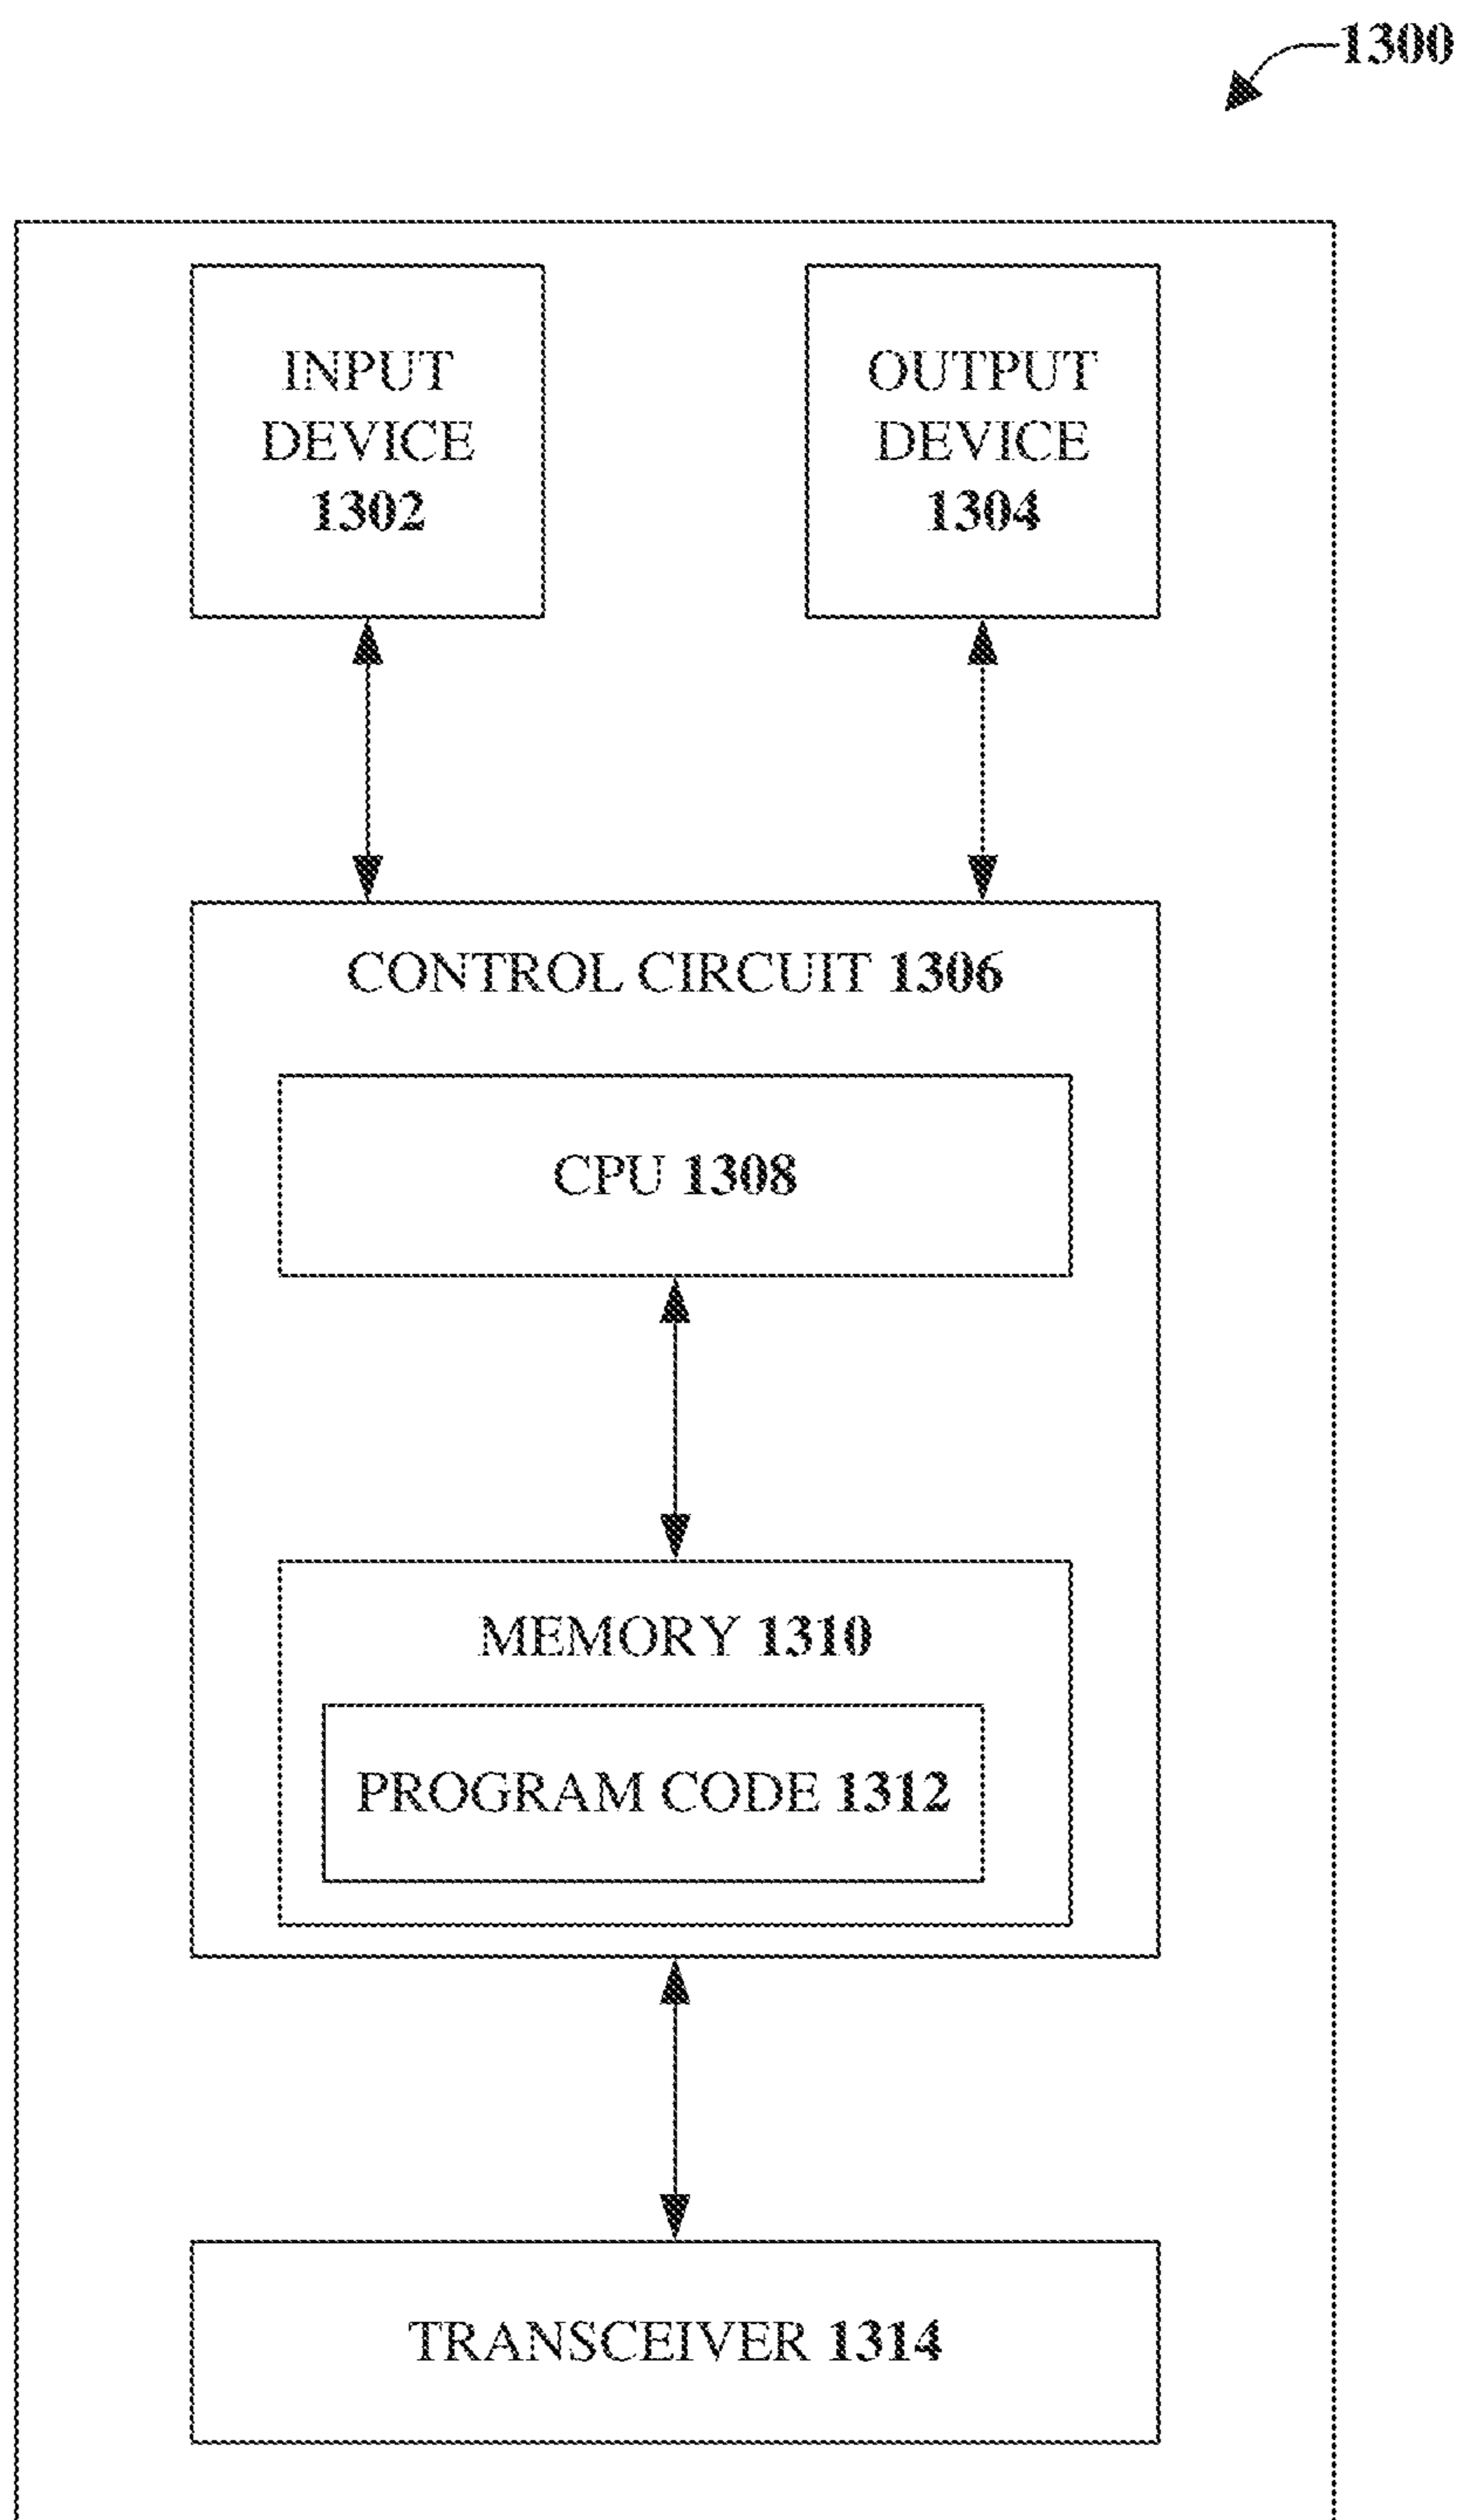 1300
INPUT
DEVICE
1302
OUTPUT
DEVICE
1304
CONTROL CIRCUIT 1306
CPU 1308
MEMORY 1310
PROGRAM CODE 1312
TRANSCEIVER 1314